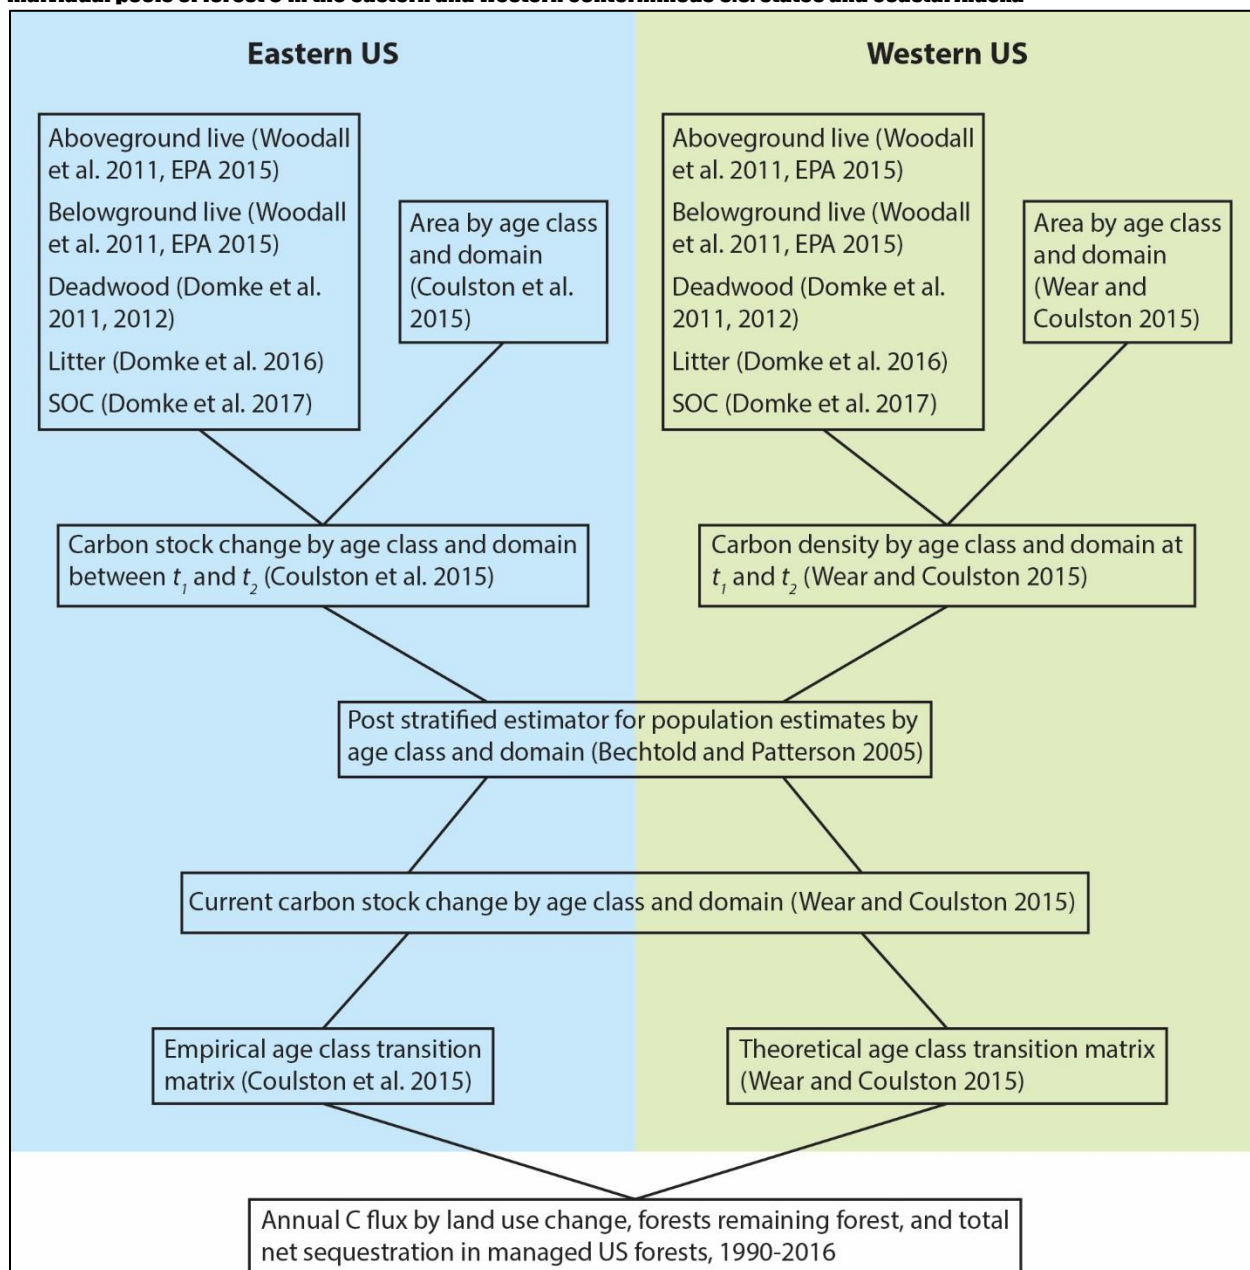 Eastern US
Aboveground live (Woodall
et al. 2011, EPA 2015)
Belowground live (Woodall
et al. 2011, EPA 2015)
Deadwood (Domke et al.
2011, 2012)
Litter (Domke et al. 2016)
SOC (Domke et al. 2017)
Area by age class
and domain
(Coulston et al.
2015)
Western US
Aboveground live (Woodall
et al. 2011, EPA 2015)
Belowground live (Woodall
et al. 2011, EPA 2015)
Deadwood (Domke et al.
2011, 2012)
Litter (Domke et al. 2016)
SOC (Domke et al. 2017)
Area by age class
and domain
(Wear and
Coulston 2015)
Carbon stock change by age class and domain
between t₁ and t₂ (Coulston et al. 2015)
Carbon density by age class and domain at
t₁ and t₂ (Wear and Coulston 2015)
Post stratified estimator for population estimates by
age class and domain (Bechtold and Patterson 2005)
Current carbon stock change by age class and domain (Wear and Coulston 2015)
Empirical age class transition
matrix (Coulston et al. 2015)
Theoretical age class transition matrix
(Wear and Coulston 2015)
Annual C flux by land use change, forests remaining forest, and total
net sequestration in managed US forests, 1990-2016